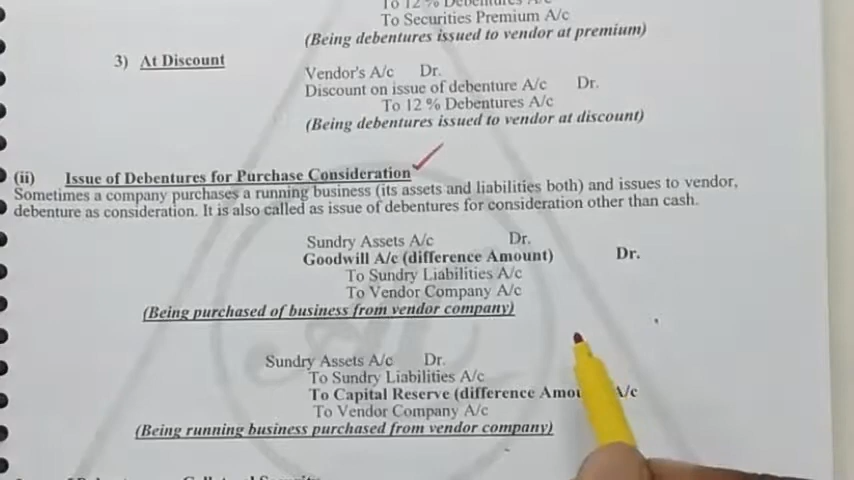 To 12 % Debentures A/c
To Securities Premium A/c
(Being debentures issued to vendor at premium)
3) At Discount
Vendor's A/c Dr.
Discount on issue of debenture A/c Dr.
To 12 % Debentures A/c
(Being debentures issued to vendor at discount)
(ii) Issue of Debentures for Purchase Consideration
Sometimes a company purchases a running business (its assets and liabilities both) and issues to vendor,
debenture as consideration. It is also called as issue of debentures for consideration other than cash.
Sundry Assets A/c Dr.
Goodwill A/c (difference Amount) Dr.
To Sundry Liabilities A/c
To Vendor Company A/c
(Being purchased of business from vendor company)
Sundry Assets A/c Dr.
To Sundry Liabilities A/c
To Capital Reserve (difference Amou A/c
To Vendor Company A/c
(Being running business purchased from vendor company)